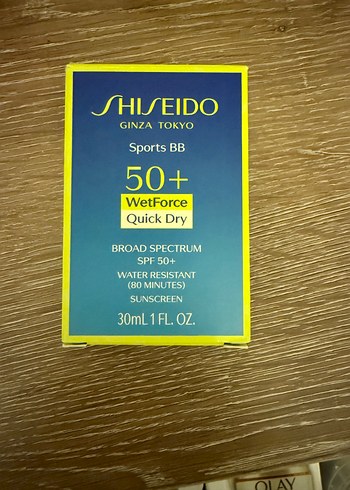 SHISEIDO
GINZA TOKYO
Sports BB
50+
WetForce
Quick Dry
BROAD SPECTRUM
SPF 50+
WATER RESISTANT
(80 MINUTES)
SUNSCREEN
30mL 1 FL. OZ.
OLAY